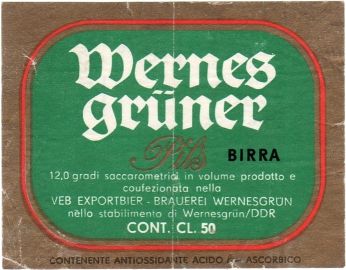 Wernes
grüner
Pils BIRRA
12,0 gradi saccarometrici in volume prodotto e
confezionata nella
VEB EXPORTBIER - BRAUEREI WERNESGRÜN
nello stabilimento di Wernesgrün/DDR
CONT. CL. 50
CONTENENTE ANTIOSSIDANTE ACIDO ASCORBICO